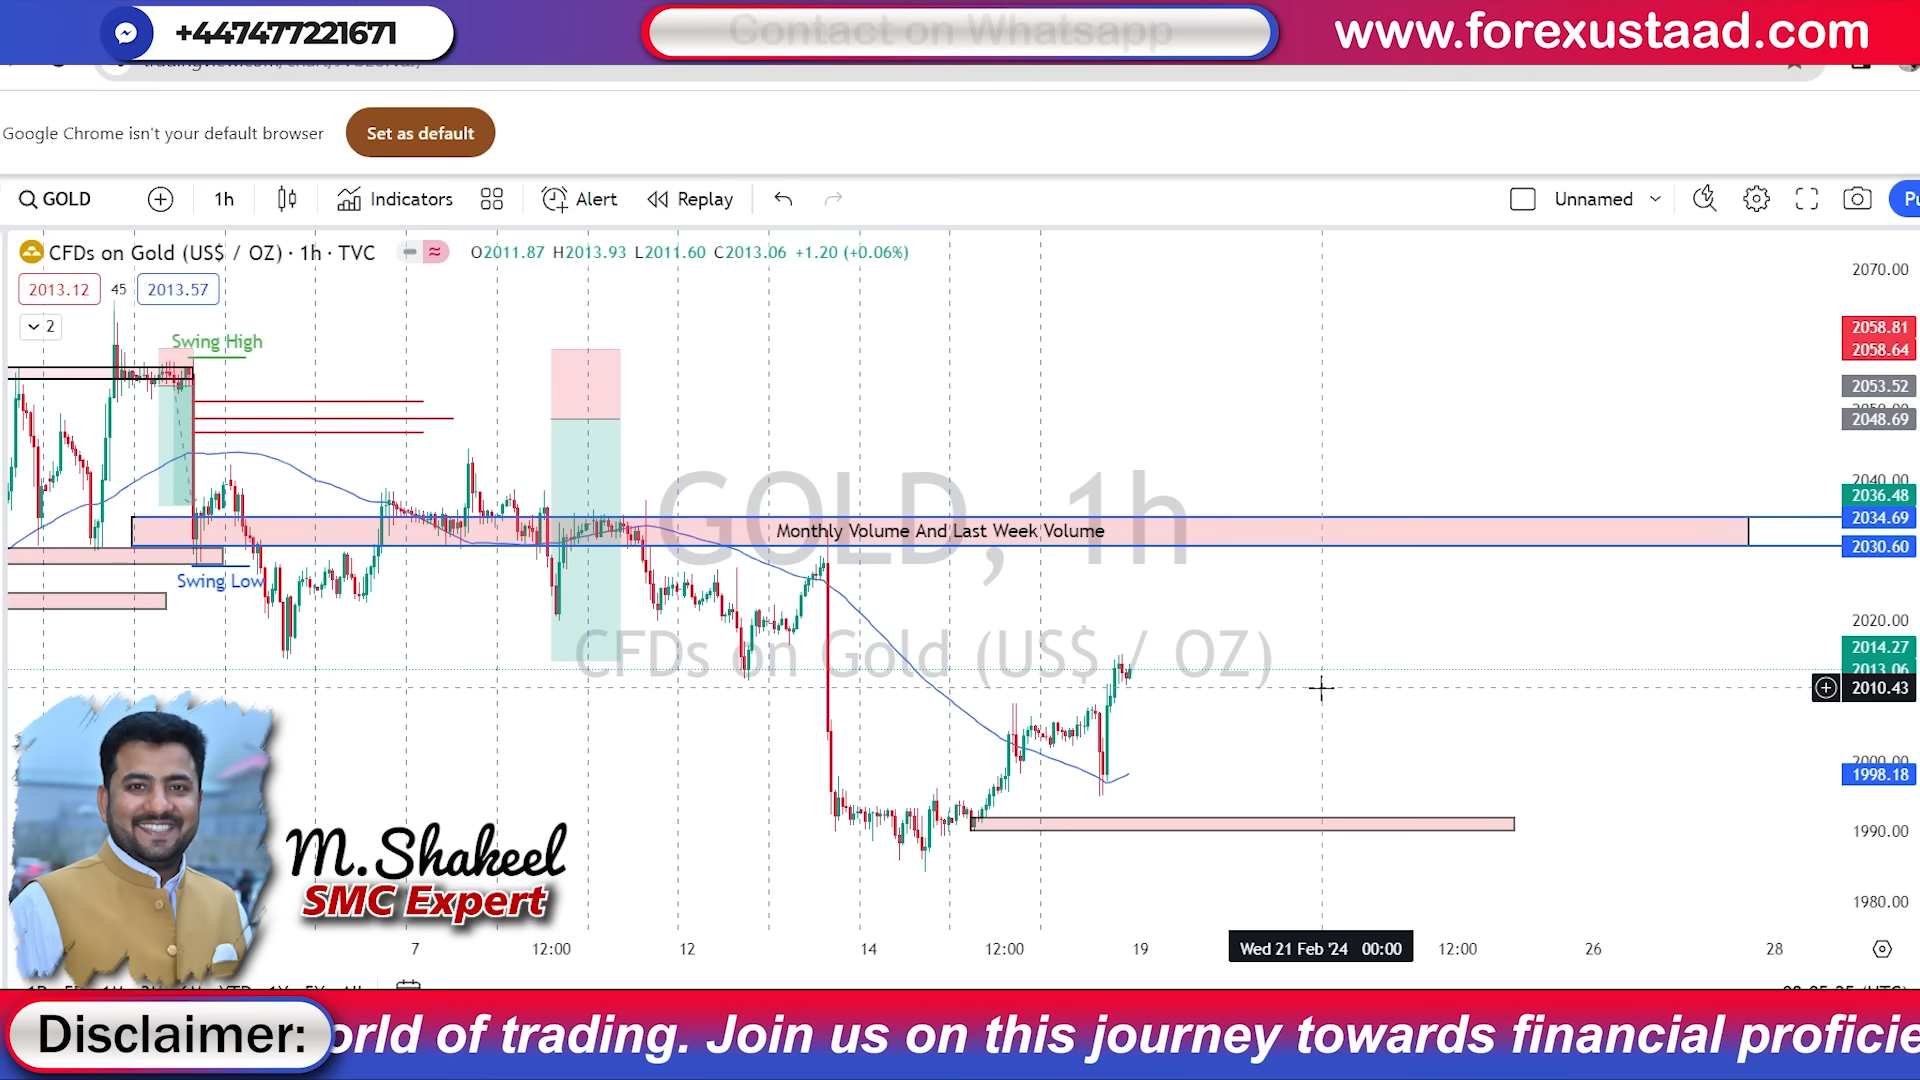 +447477221671
Contact on Whatsapp
www.forexustaad.com
Google Chrome isn't your default browser
Set as default
GOLD
1h
Indicators
Alert
Replay
Unnamed
CFDs on Gold (US$ / OZ) · 1h · TVC
O2011.87 H2013.93 L2011.60 C2013.06 +1.20 (+0.06%)
2013.12 45 2013.57
2
2070.00
Swing High
2058.81
2058.64
2053.52
2048.69
GOLD, 1h
2040.00
2036.48
2034.69
Monthly Volume And Last Week Volume
2030.60
Swing Low
2020.00
CFDs on Gold (US$ / OZ)
2014.27
2013.06
2010.43
2000.00
1998.18
1990.00
M.Shakeel
SMC Expert
1980.00
7 12:00 12 14 12:00 19 Wed 21 Feb '24 00:00 12:00 26 28
Disclaimer:
orld of trading. Join us on this journey towards financial proficie